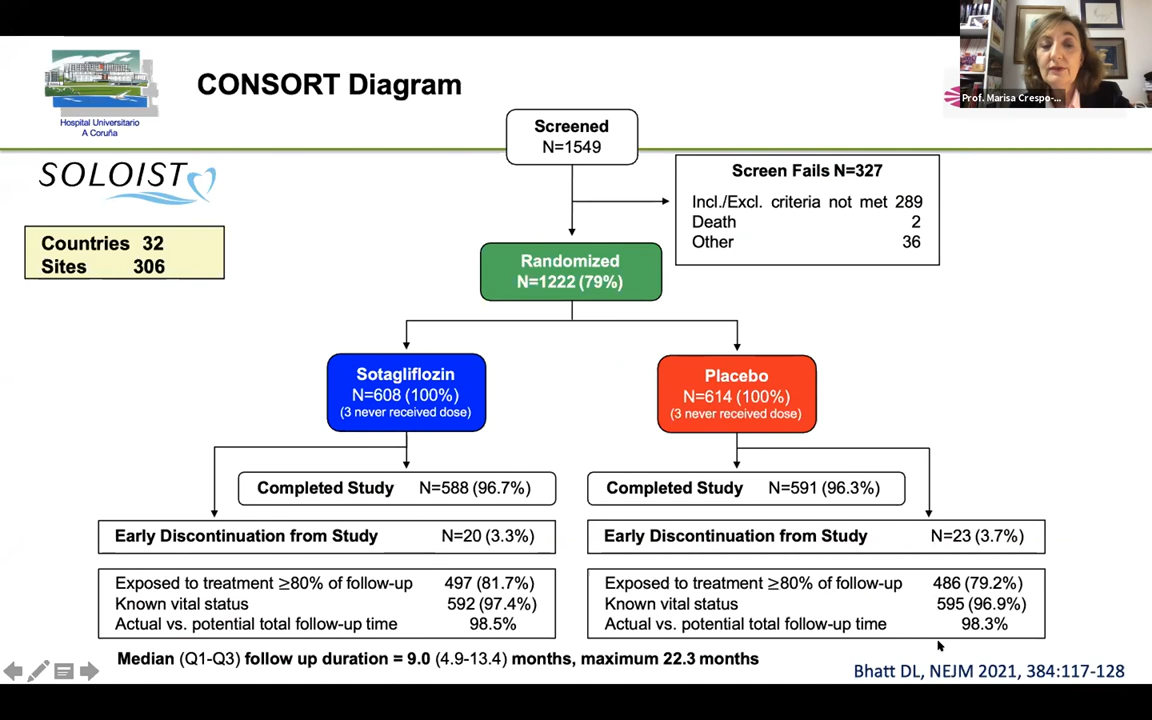 Prof. Marisa Crespo-...
Hospital Universitario
A Coruña
CONSORT Diagram
SOLOIST
Countries 32
Sites 306
Screened
N=1549
Screen Fails N=327
Incl./Excl. criteria not met 289
Death 2
Other 36
Randomized
N=1222 (79%)
Sotagliflozin
N=608 (100%)
(3 never received dose)
Placebo
N=614 (100%)
(3 never received dose)
Completed Study N=588 (96.7%)
Completed Study N=591 (96.3%)
Early Discontinuation from Study N=20 (3.3%)
Early Discontinuation from Study N=23 (3.7%)
Exposed to treatment ≥80% of follow-up 497 (81.7%)
Known vital status 592 (97.4%)
Actual vs. potential total follow-up time 98.5%
Exposed to treatment ≥80% of follow-up 486 (79.2%)
Known vital status 595 (96.9%)
Actual vs. potential total follow-up time 98.3%
Median (Q1-Q3) follow up duration = 9.0 (4.9-13.4) months, maximum 22.3 months
Bhatt DL, NEJM 2021, 384:117-128